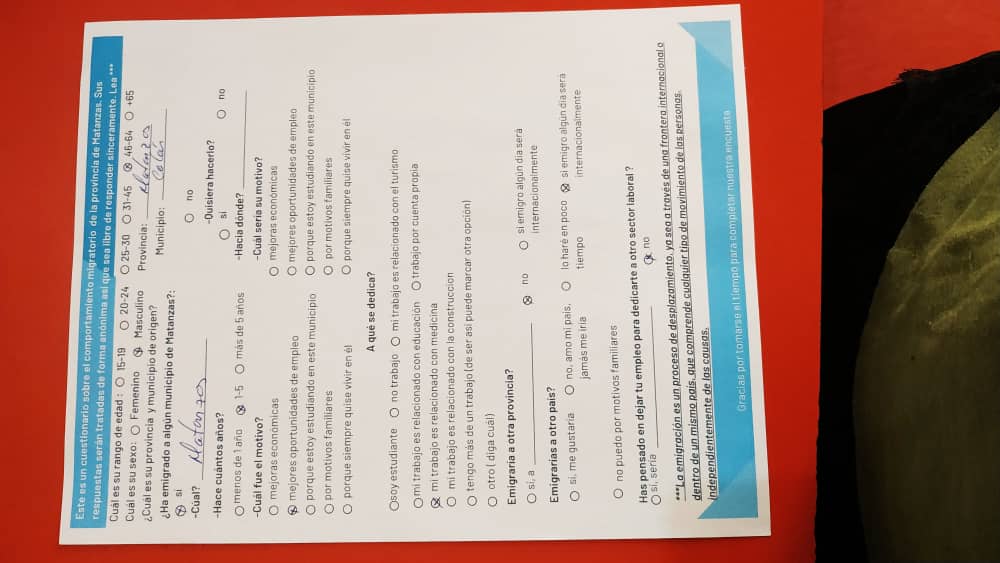 Este es un cuestionario sobre el comportamiento migratorio de la provincia de Matanzas. Sus
respuestas serán tratadas de forma anónima así que sea libre de responder sinceramente. Lea ***
Cuál es su rango de edad: ○ 15-19 ○ 20-24 ○ 25-30 ○ 31-45 ⊗ 46-64 ○ +65
Cuál es su sexo: ○ Femenino ⊗ Masculino
¿Cuál es su provincia y municipio de origen? Provincia: Matanzas
Municipio: Colón
¿Ha emigrado a algún municipio de Matanzas?:
⊗ si
-Cúal? Matanzas
-Hace cuántos años?
○ menos de 1 año ⊗ 1-5 ○ más de 5 años
-Cuál fue el motivo?
○ mejoras económicas
⊗ mejores oportunidades de empleo
○ porque estoy estudiando en este municipio
○ por motivos familiares
○ porque siempre quise vivir en él
○ no
-Quisiera hacerlo?
○ sí ○ no
-Hacia dónde?
-Cuál sería su motivo?
○ mejoras económicas
○ mejores oportunidades de empleo
○ porque estoy estudiando en este municipio
○ por motivos familiares
○ porque siempre quise vivir en él
A qué se dedica?
○ soy estudiante ○ no trabajo ○ mi trabajo es relacionado con el turismo
○ mi trabajo es relacionado con educación ○ trabajo por cuenta propia
⊗ mi trabajo es relacionado con medicina
○ mi trabajo es relacionado con la construccion
○ tengo más de un trabajo (de ser así puede marcar otra opción)
○ otro ( diga cuál)
Emigraría a otra provincia?
○ sí, a ⊗ no ○ si emigro algún día será
internacionalmente
Emigrarías a otro país?
○ si, me gustaría ○ no, amo mi país, ○ lo haré en poco ⊗ si emigro algún día será
jamás me iría tiempo internacionalmente
○ no puedo por motivos familiares
Has pensado en dejar tu empleo para dedicarte a otro sector laboral ?
○ si, sería ⊗ no
***La emigración es un proceso de desplazamiento, ya sea a través de una frontera internacional o
dentro de un mismo país, que comprende cualquier tipo de movimiento de las personas,
independientemente de las causas.
Gracias por tomarse el tiempo para completar nuestra encuesta